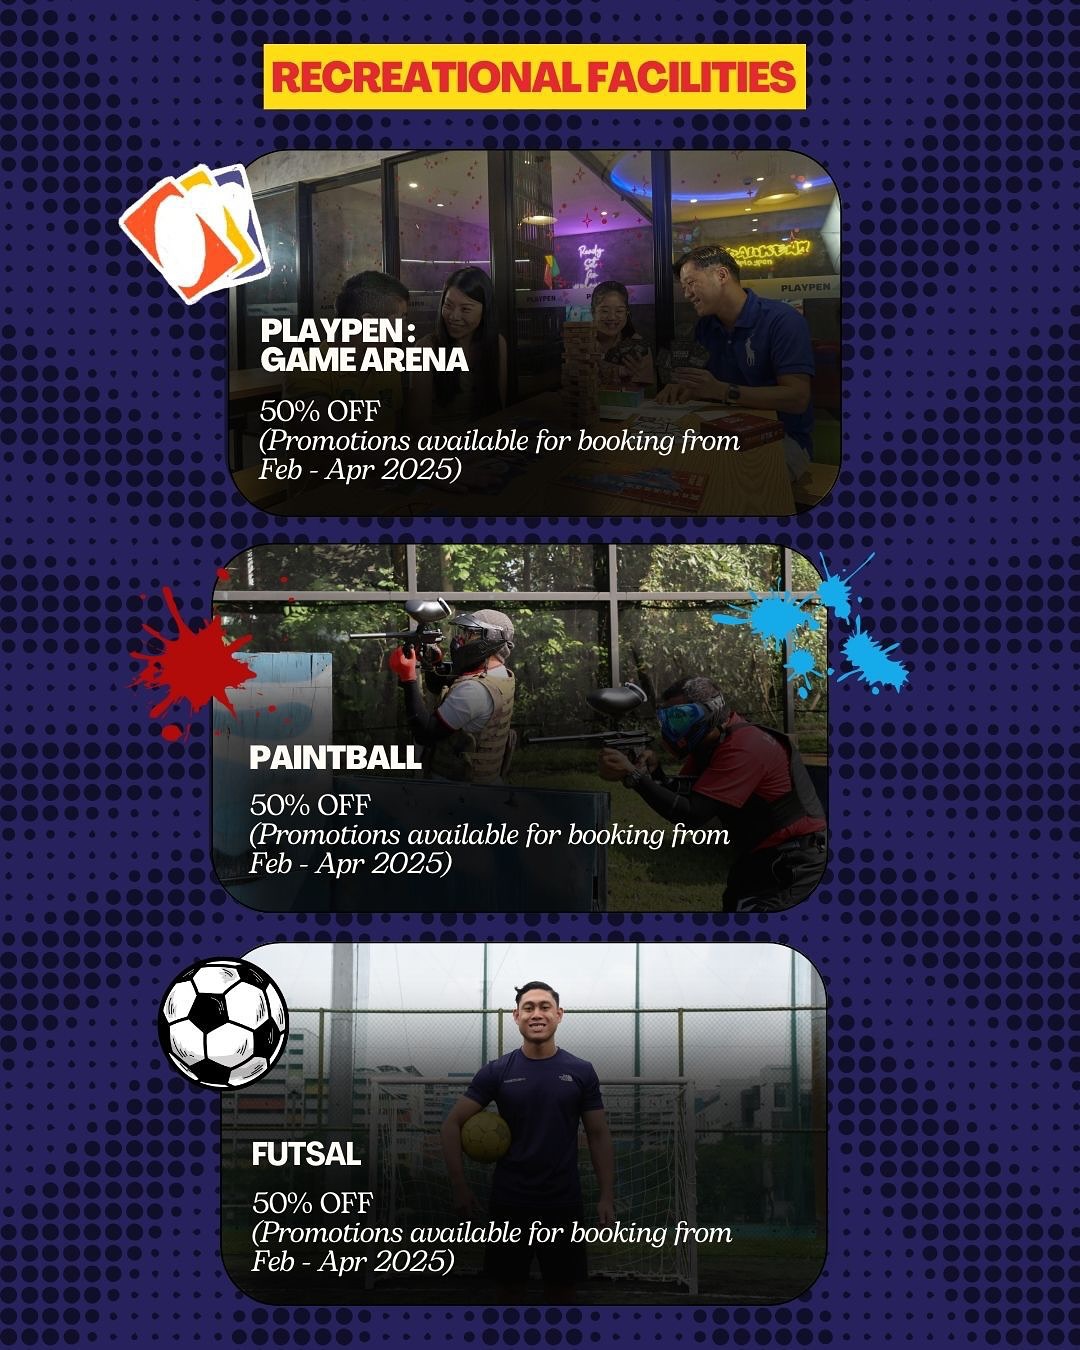 RECREATIONAL FACILITIES
Ready
Set
PLAYPEN
PLAYPEN
PLAYPEN:
GAME ARENA
50% OFF
(Promotions available for booking from
Feb - Apr 2025)
PAINTBALL
50% OFF
(Promotions available for booking from
Feb - Apr 2025)
FUTSAL
50% OFF
(Promotions available for booking from
Feb - Apr 2025)